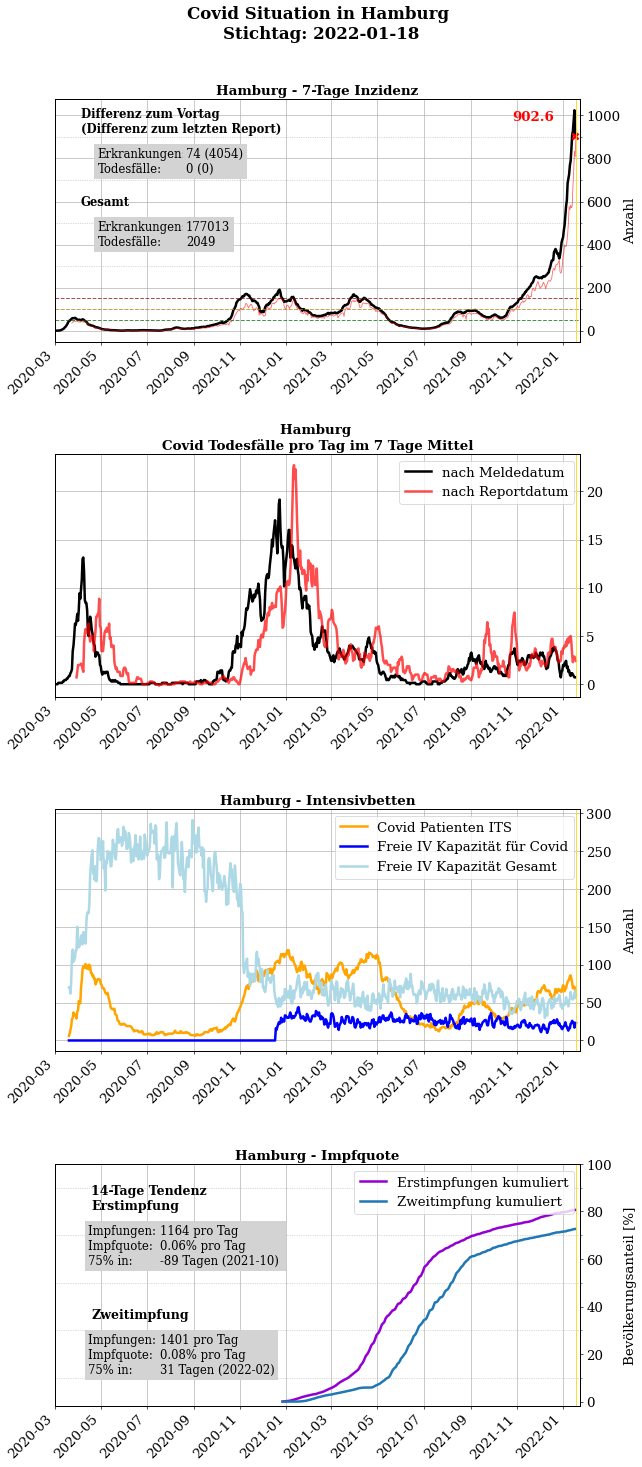 Covid Situation in Hamburg
Stichtag: 2022-01-18
Hamburg - 7-Tage Inzidenz
Differenz zum Vortag
(Differenz zum letzten Report)
Erkrankungen 74 (4054)
Todesfälle: 0 (0)
Gesamt
Erkrankungen 177013
Todesfälle: 2049
902.6
1000
800
600
400
200
0
Anzahl
2020-03
2020-05
2020-07
2020-09
2020-11
2021-01
2021-03
2021-05
2021-07
2021-09
2021-11
2022-01
Hamburg
Covid Todesfälle pro Tag im 7 Tage Mittel
nach Meldedatum
nach Reportdatum
20
15
10
5
0
2020-03
2020-05
2020-07
2020-09
2020-11
2021-01
2021-03
2021-05
2021-07
2021-09
2021-11
2022-01
Hamburg - Intensivbetten
Covid Patienten ITS
Freie IV Kapazität für Covid
Freie IV Kapazität Gesamt
300
250
200
150
100
50
0
Anzahl
2020-03
2020-05
2020-07
2020-09
2020-11
2021-01
2021-03
2021-05
2021-07
2021-09
2021-11
2022-01
Hamburg - Impfquote
14-Tage Tendenz
Erstimpfung
Impfungen: 1164 pro Tag
Impfquote: 0.06% pro Tag
75% in: -89 Tagen (2021-10)
Zweitimpfung
Impfungen: 1401 pro Tag
Impfquote: 0.08% pro Tag
75% in: 31 Tagen (2022-02)
Erstimpfungen kumuliert
Zweitimpfung kumuliert
100
80
60
40
20
0
Bevölkerungsanteil [%]
2020-03
2020-05
2020-07
2020-09
2020-11
2021-01
2021-03
2021-05
2021-07
2021-09
2021-11
2022-01